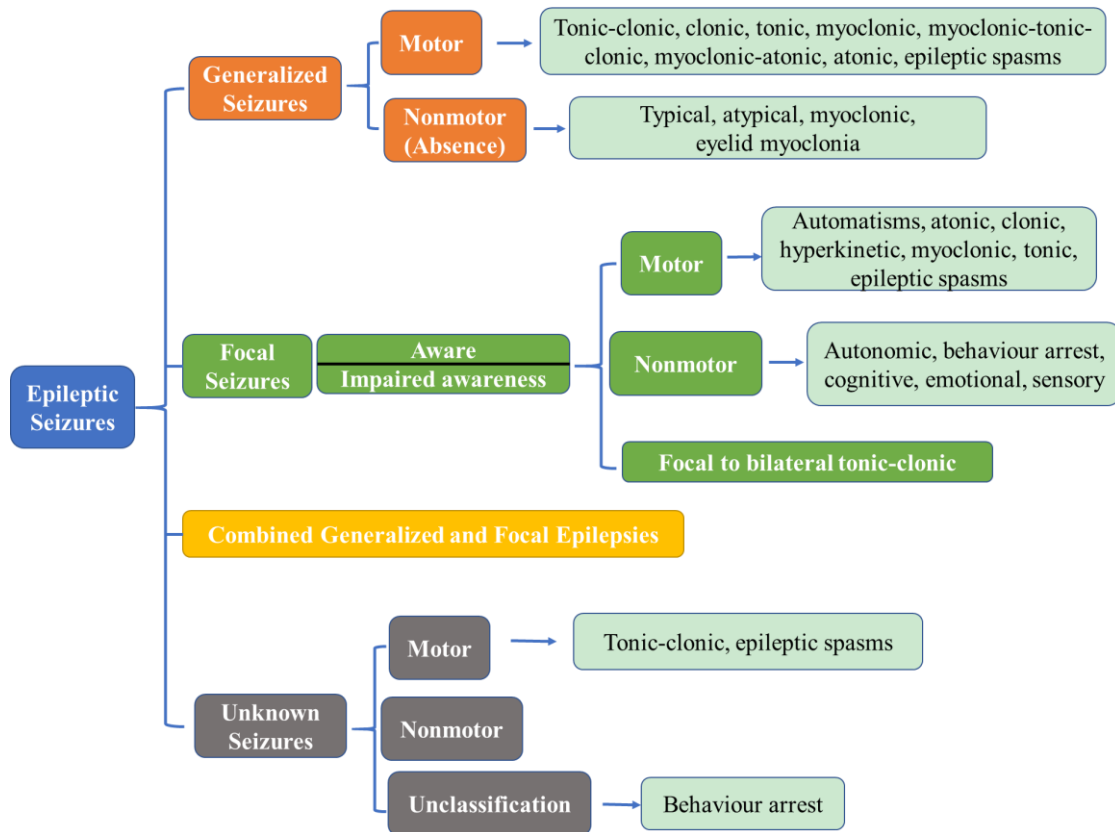 Epileptic
Seizures
Generalized
Seizures
Motor
Tonic-clonic, clonic, tonic, myoclonic, myoclonic-tonic-
clonic, myoclonic-atonic, atonic, epileptic spasms
Nonmotor
(Absence)
Typical, atypical, myoclonic,
eyelid myoclonia
Focal
Seizures
Aware
Impaired awareness
Motor
Automatisms, atonic, clonic,
hyperkinetic, myoclonic, tonic,
epileptic spasms
Nonmotor
Autonomic, behaviour arrest,
cognitive, emotional, sensory
Focal to bilateral tonic-clonic
Combined Generalized and Focal Epilepsies
Unknown
Seizures
Motor
Tonic-clonic, epileptic spasms
Nonmotor
Unclassification
Behaviour arrest